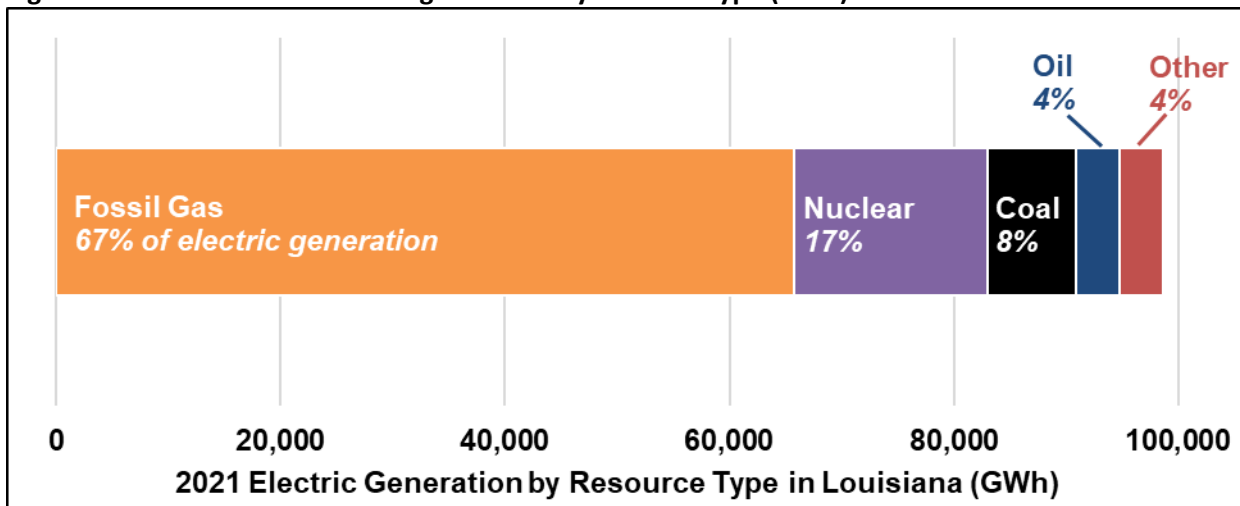 Oil
4%
Other
4%
Fossil Gas
67% of electric generation
Nuclear
17%
Coal
8%
0 20,000 40,000 60,000 80,000 100,000
2021 Electric Generation by Resource Type in Louisiana (GWh)